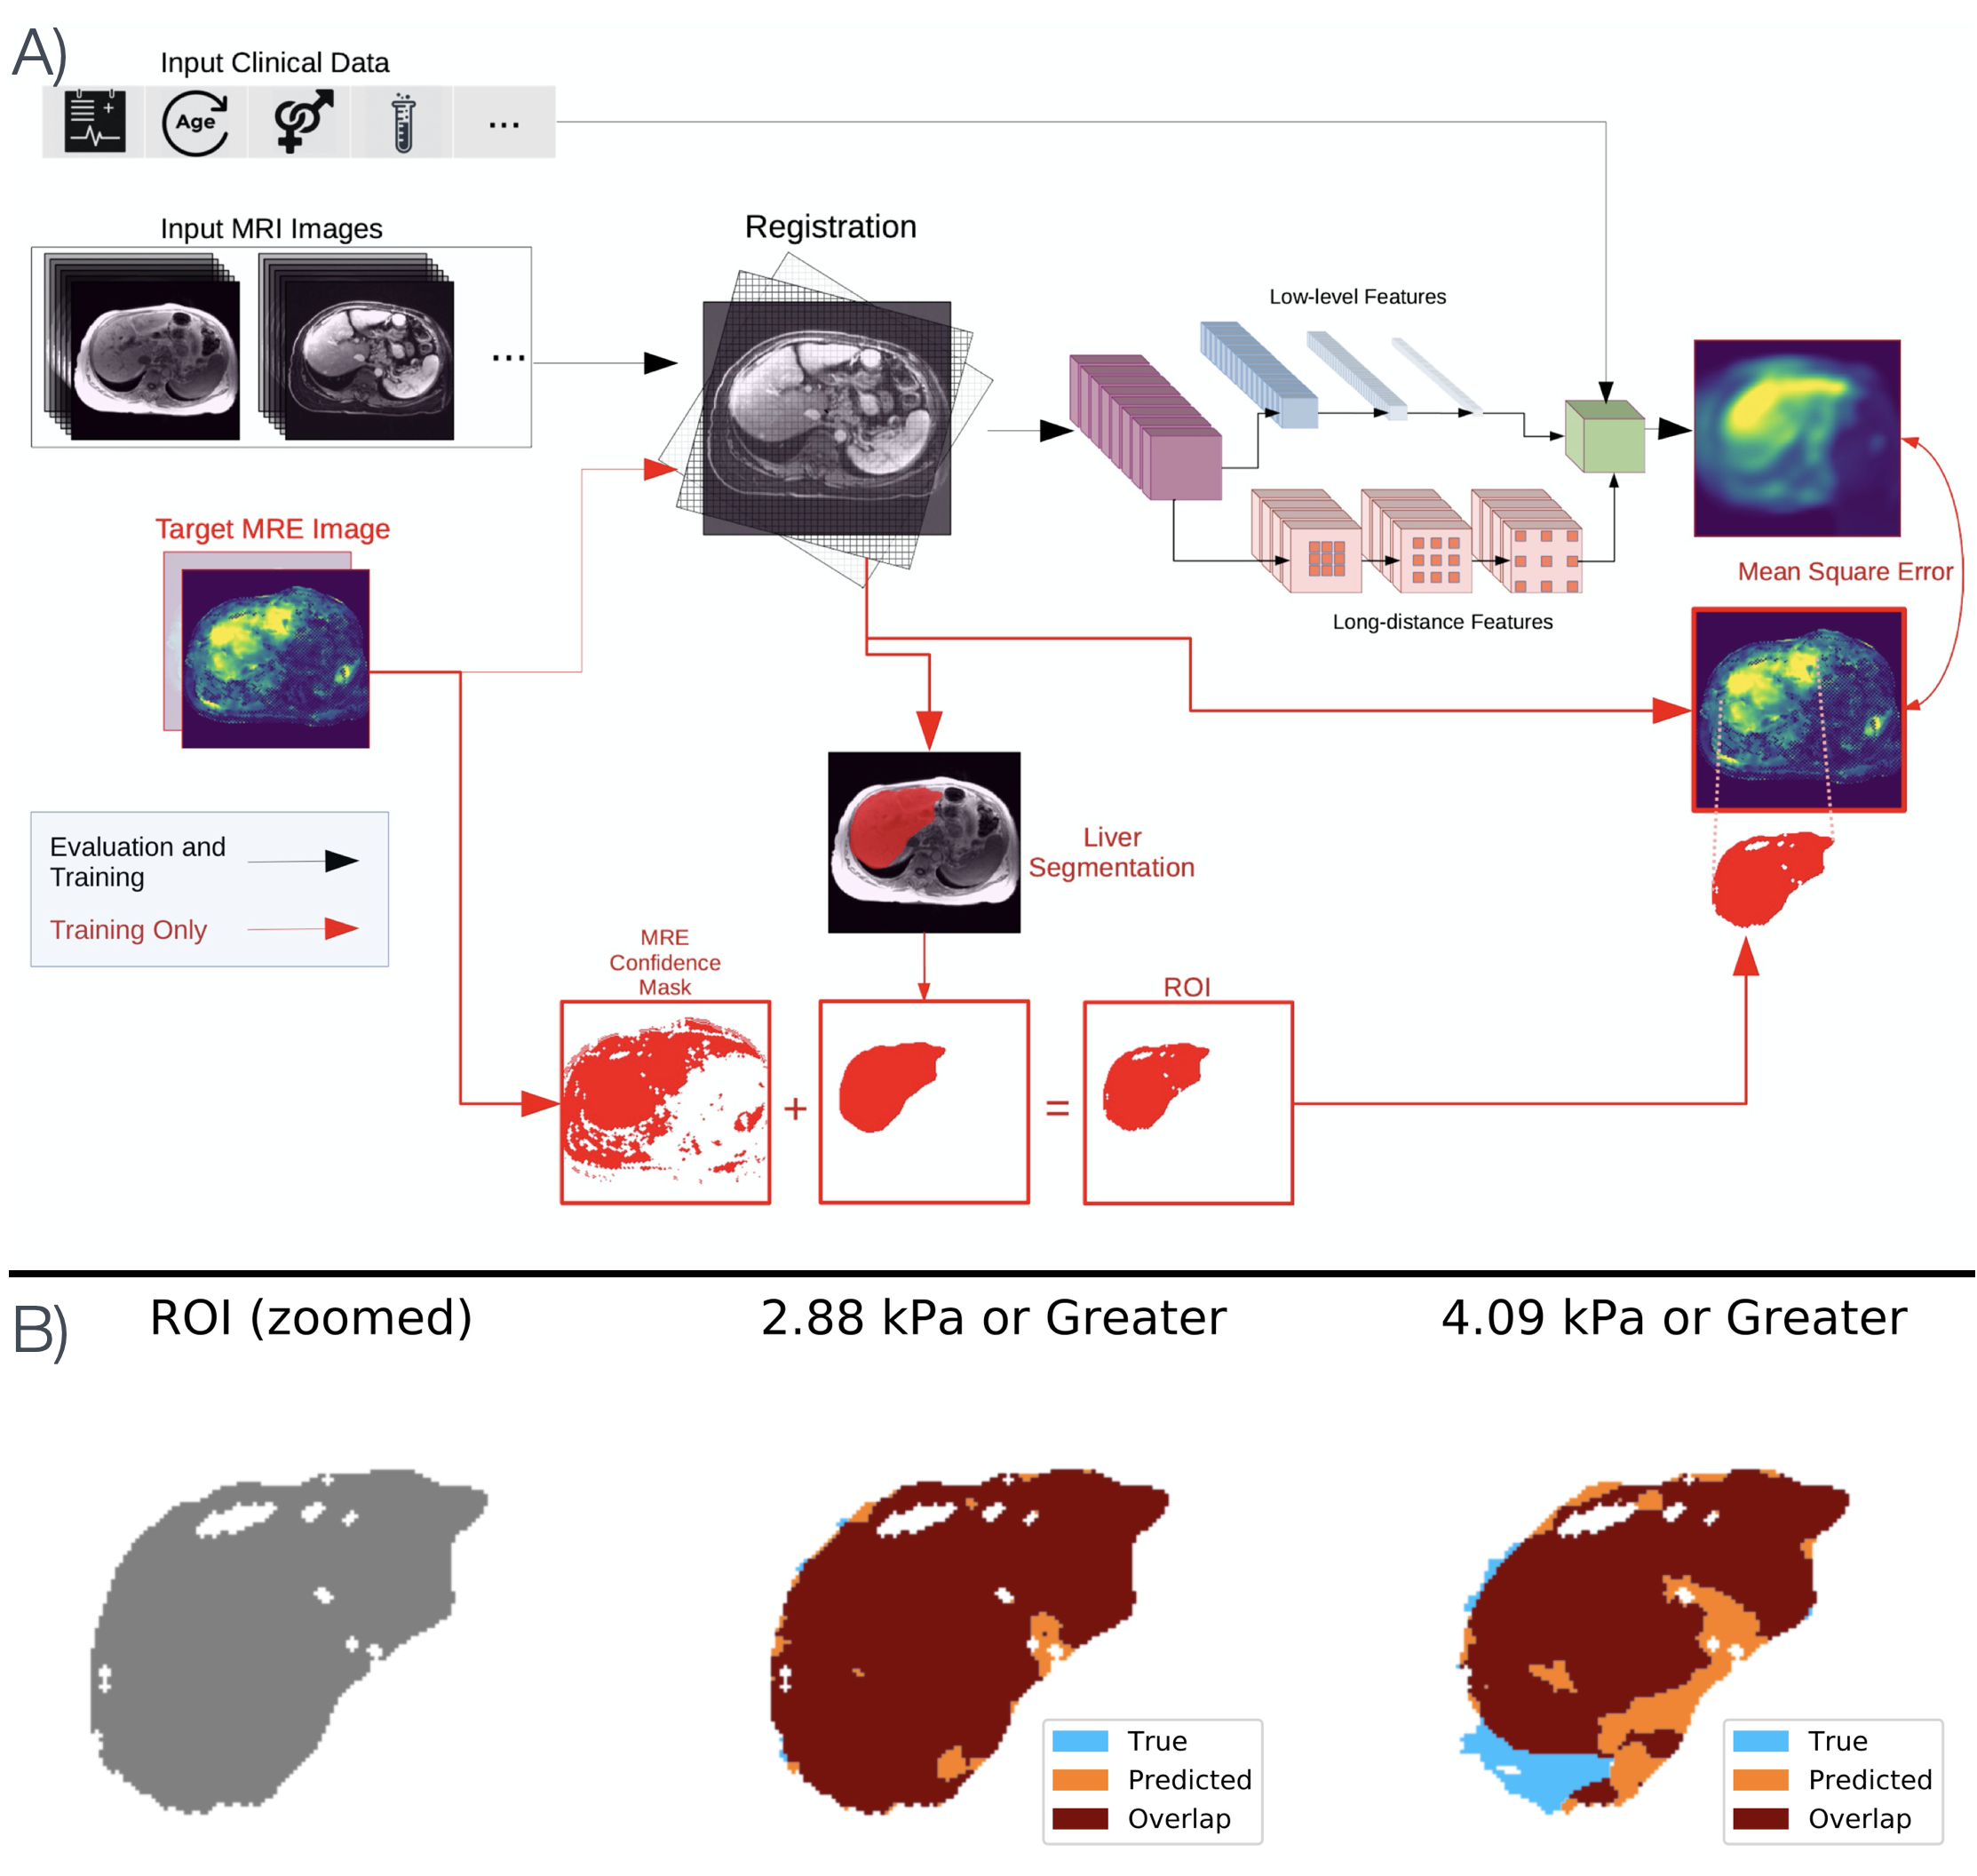 A)
Input Clinical Data
Age
...
Input MRI Images
...
Registration
Low-level Features
Target MRE Image
Mean Square Error
Long-distance Features
Evaluation and
Training
Training Only
Liver
Segmentation
MRE
Confidence
Mask
ROI
+
=
B)
ROI (zoomed)
2.88 kPa or Greater
4.09 kPa or Greater
True
Predicted
Overlap
True
Predicted
Overlap